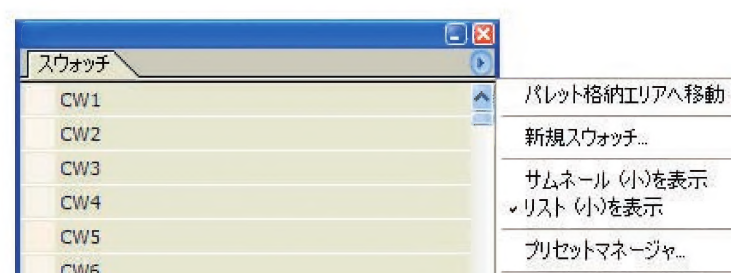 スウォッチ
CW1
CW2
CW3
CW4
CW5
CW6
パレット格納エリアへ移動
新規スウォッチ...
サムネール (小)を表示
✓リスト (小)を表示
プリセットマネージャ...